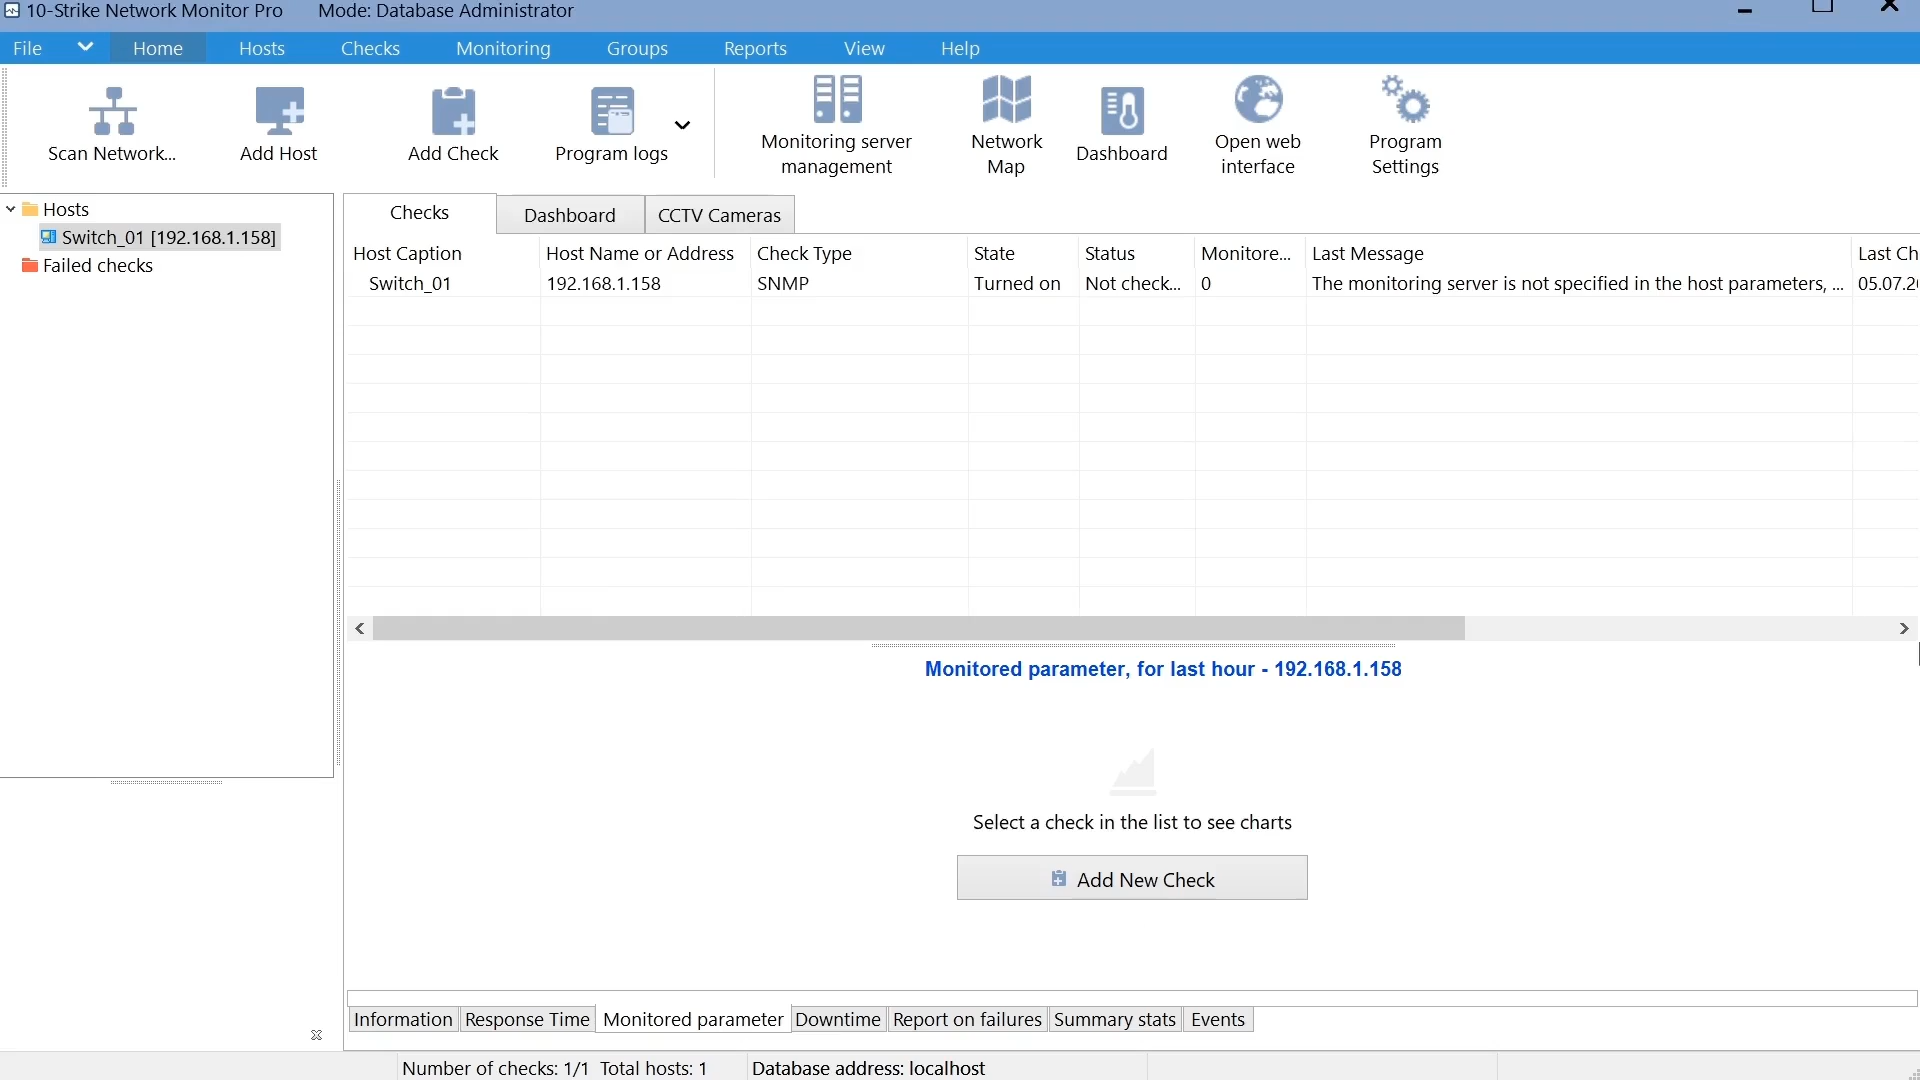 10-Strike Network Monitor Pro Mode: Database Administrator
File Home Hosts Checks Monitoring Groups Reports View Help
Scan Network...
Add Host
Add Check
Program logs
Monitoring server
management
Network
Map
Dashboard
Open web
interface
Program
Settings
Hosts
Switch_01 [192.168.1.158]
Failed checks
Checks Dashboard CCTV Cameras
Host Caption Host Name or Address Check Type State Status Monitore... Last Message Last Ch
Switch_01 192.168.1.158 SNMP Turned on Not check... 0 The monitoring server is not specified in the host parameters, ... 05.07.2
Monitored parameter, for last hour - 192.168.1.158
Select a check in the list to see charts
Add New Check
Information Response Time Monitored parameter Downtime Report on failures Summary stats Events
Number of checks: 1/1 Total hosts: 1 Database address: localhost